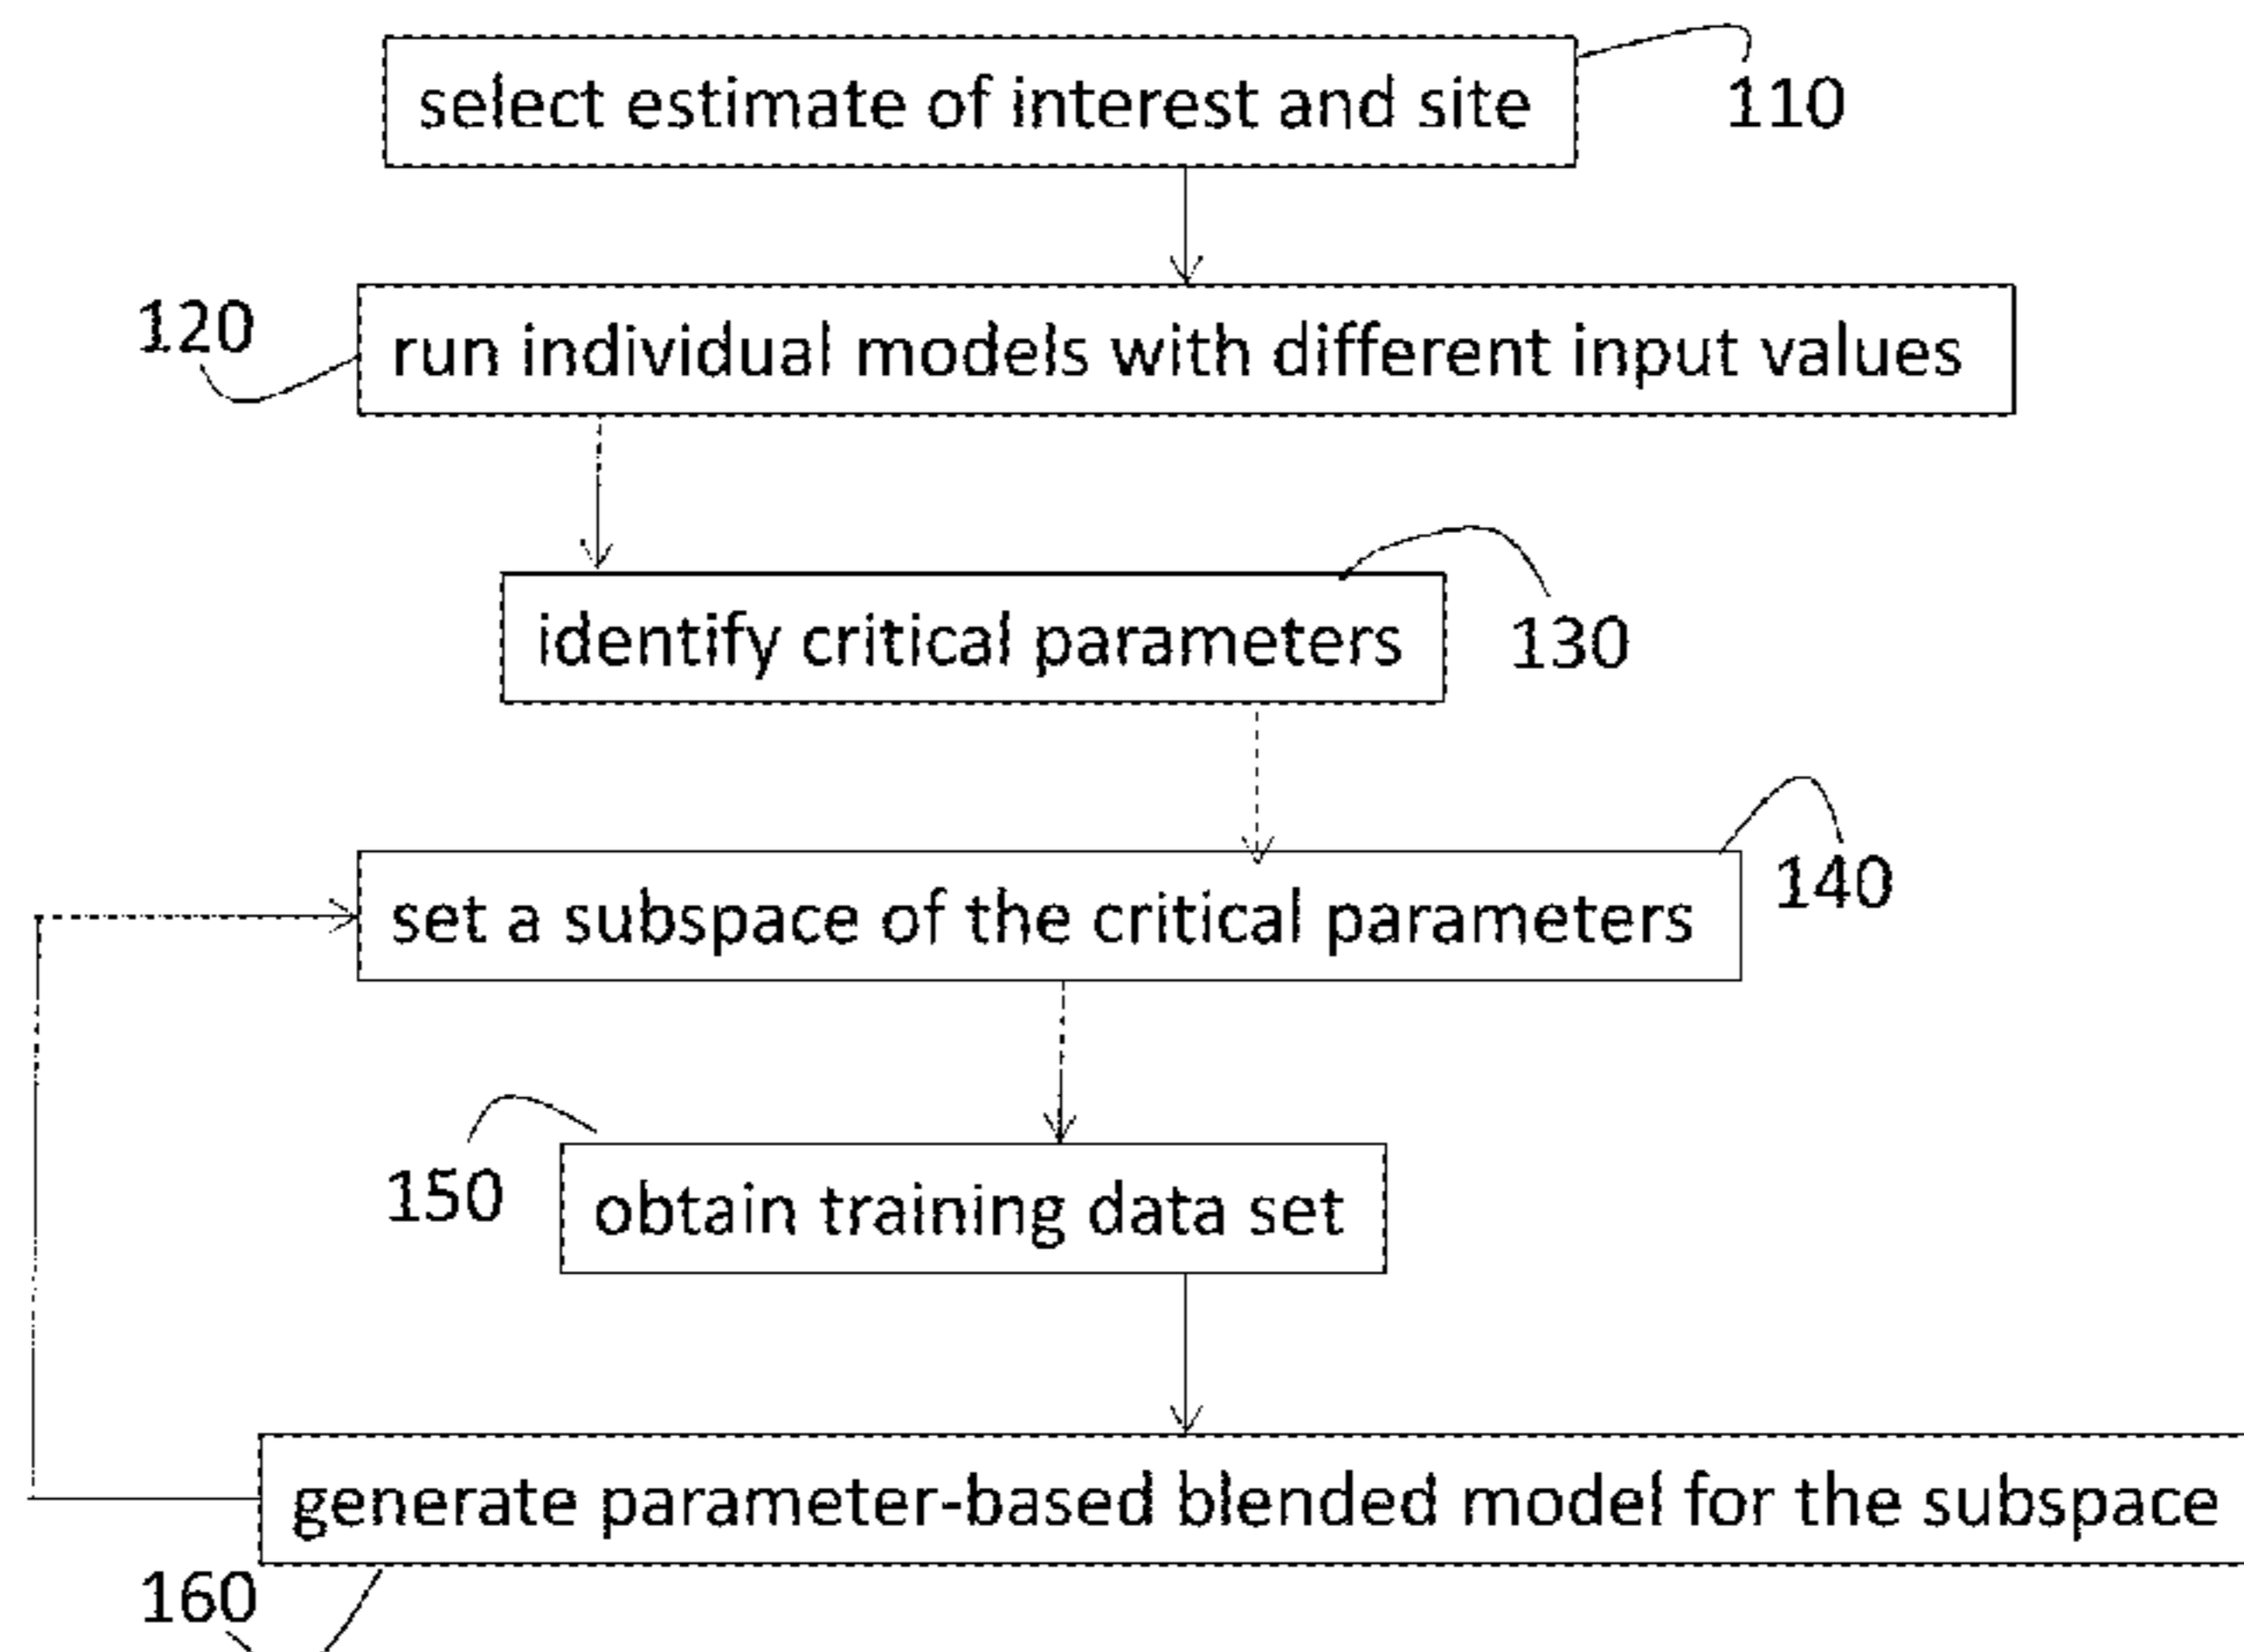 select estimate of interest and site
110
120
run individual models with different input values
identify critical parameters
130
set a subspace of the critical parameters
140
150
obtain training data set
generate parameter-based blended model for the subspace
160